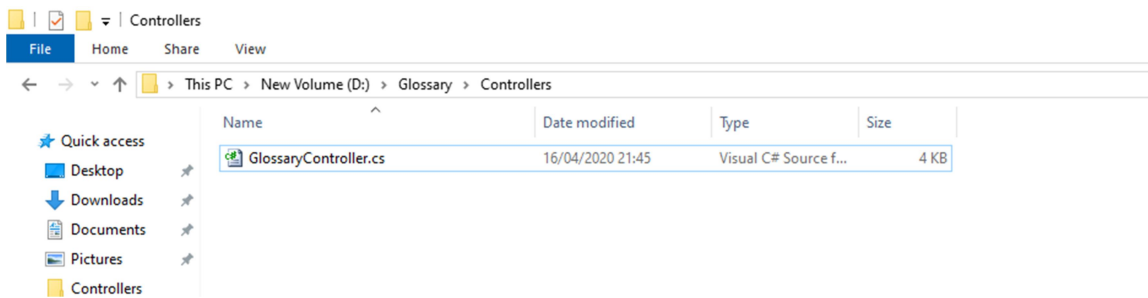 Controllers
File Home Share View
This PC > New Volume (D:) > Glossary > Controllers
Name Date modified Type Size
Quick access
GlossaryController.cs 16/04/2020 21:45 Visual C# Source f... 4 KB
Desktop
Downloads
Documents
Pictures
Controllers